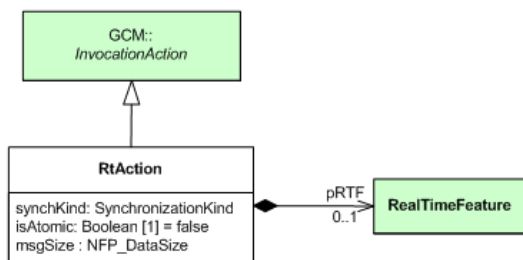 GCM::
InvocationAction
RtAction
synchKind: SynchronizationKind
isAtomic: Boolean [1] = false
msgSize : NFP_DataSize
pRTF
0..1
RealTimeFeature